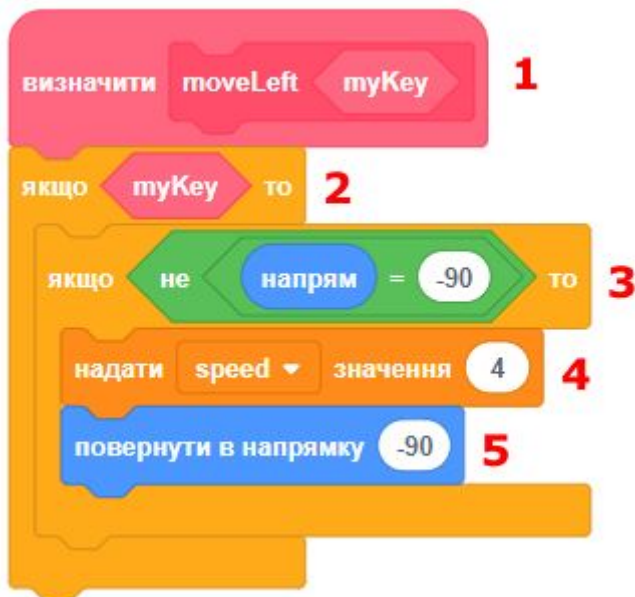 визначити moveLeft myKey 1
якщо myKey то 2
якщо не напрям = -90 то 3
надати speed значення 4 4
повернути в напрямку -90 5